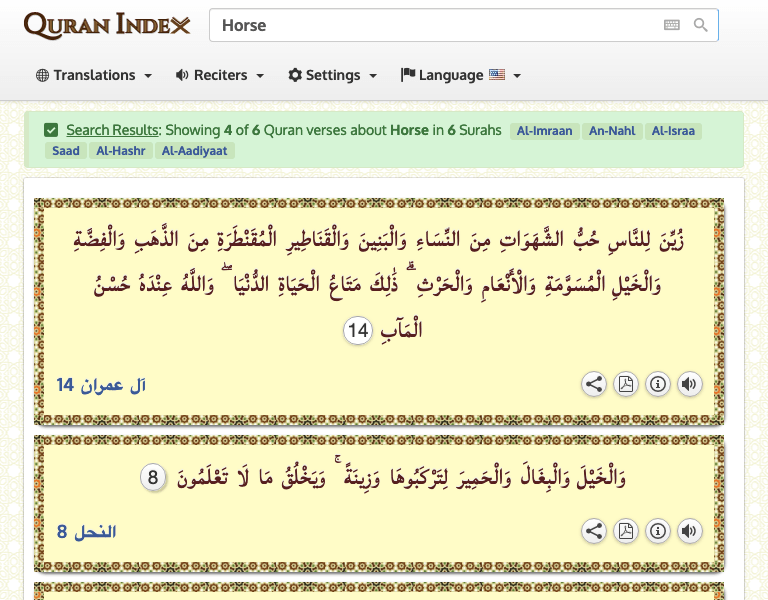 QURAN INDEX
Horse
Translations
Reciters
Settings
Language
Search Results: Showing 4 of 6 Quran verses about Horse in 6 Surahs Al-Imraan An-Nahl Al-Israa
Saad Al-Hashr Al-Aadiyaat
زُيِّنَ لِلنَّاسِ حُبُّ الشَّهَوَاتِ مِنَ النِّسَاءِ وَالْبَنِينَ وَالْقَنَاطِيرِ الْمُقَنْطَرَةِ مِنَ الذَّهَبِ وَالْفِضَّةِ
وَالْخَيْلِ الْمُسَوَّمَةِ وَالْأَنْعَامِ وَالْحَرْثِ ۗ ذَٰلِكَ مَتَاعُ الْحَيَاةِ الدُّنْيَا ۖ وَاللَّهُ عِنْدَهُ حُسْنُ
الْمَآبِ 14
آل عمران 14
وَالْخَيْلَ وَالْبِغَالَ وَالْحَمِيرَ لِتَرْكَبُوهَا وَزِينَةً ۚ وَيَخْلُقُ مَا لَا تَعْلَمُونَ 8
النحل 8